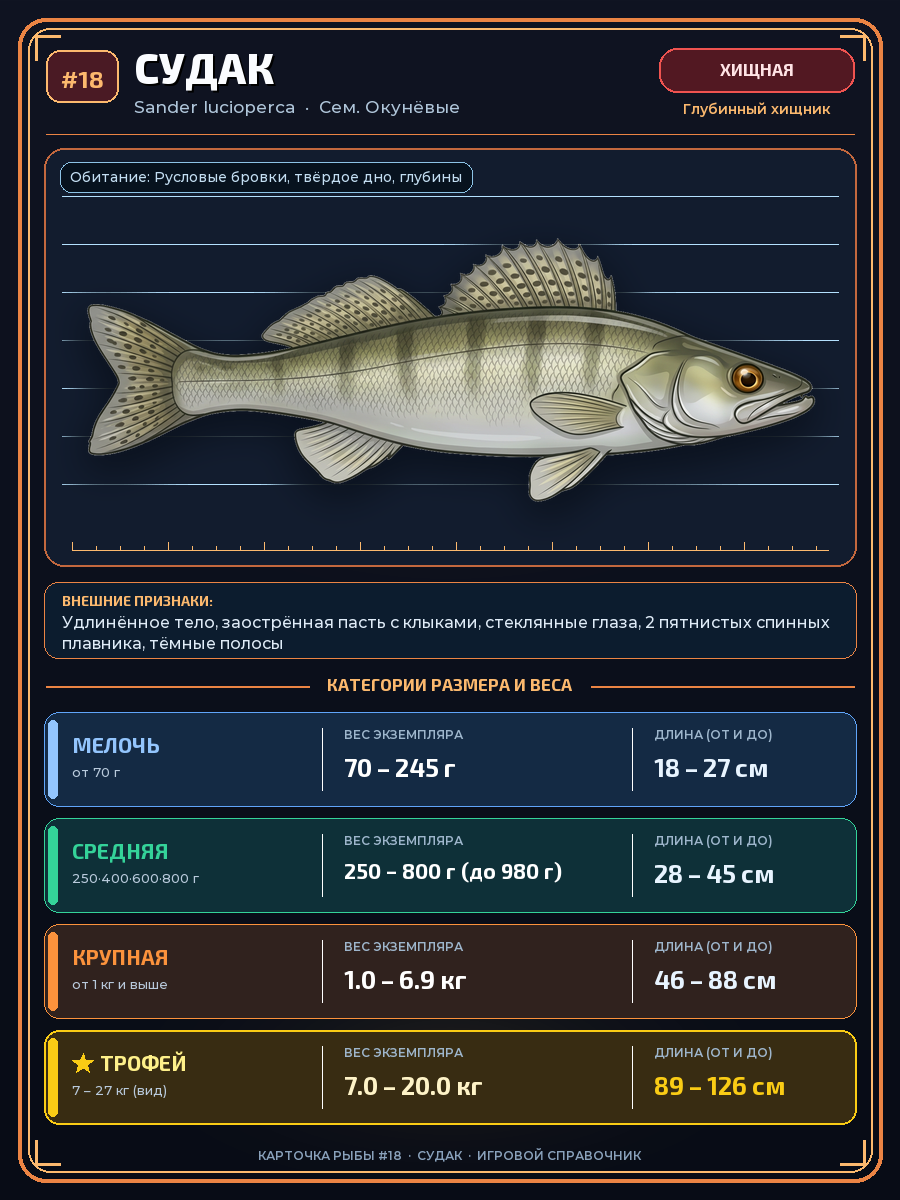 #18
СУДАК
Sander lucioperca · Сем. Окунёвые
ХИЩНАЯ
Глубинный хищник
Обитание: Русловые бровки, твёрдое дно, глубины
ВНЕШНИЕ ПРИЗНАКИ:
Удлинённое тело, заострённая пасть с клыками, стеклянные глаза, 2 пятнистых спинных
плавника, тёмные полосы
КАТЕГОРИИ РАЗМЕРА И ВЕСА
МЕЛОЧЬ
от 70 г
ВЕС ЭКЗЕМПЛЯРА
70 – 245 г
ДЛИНА (ОТ И ДО)
18 – 27 см
СРЕДНЯЯ
250·400·600·800 г
ВЕС ЭКЗЕМПЛЯРА
250 – 800 г (до 980 г)
ДЛИНА (ОТ И ДО)
28 – 45 см
КРУПНАЯ
от 1 кг и выше
ВЕС ЭКЗЕМПЛЯРА
1.0 – 6.9 кг
ДЛИНА (ОТ И ДО)
46 – 88 см
ТРОФЕЙ
7 – 27 кг (вид)
ВЕС ЭКЗЕМПЛЯРА
7.0 – 20.0 кг
ДЛИНА (ОТ И ДО)
89 – 126 см
КАРТОЧКА РЫБЫ #18 · СУДАК · ИГРОВОЙ СПРАВОЧНИК